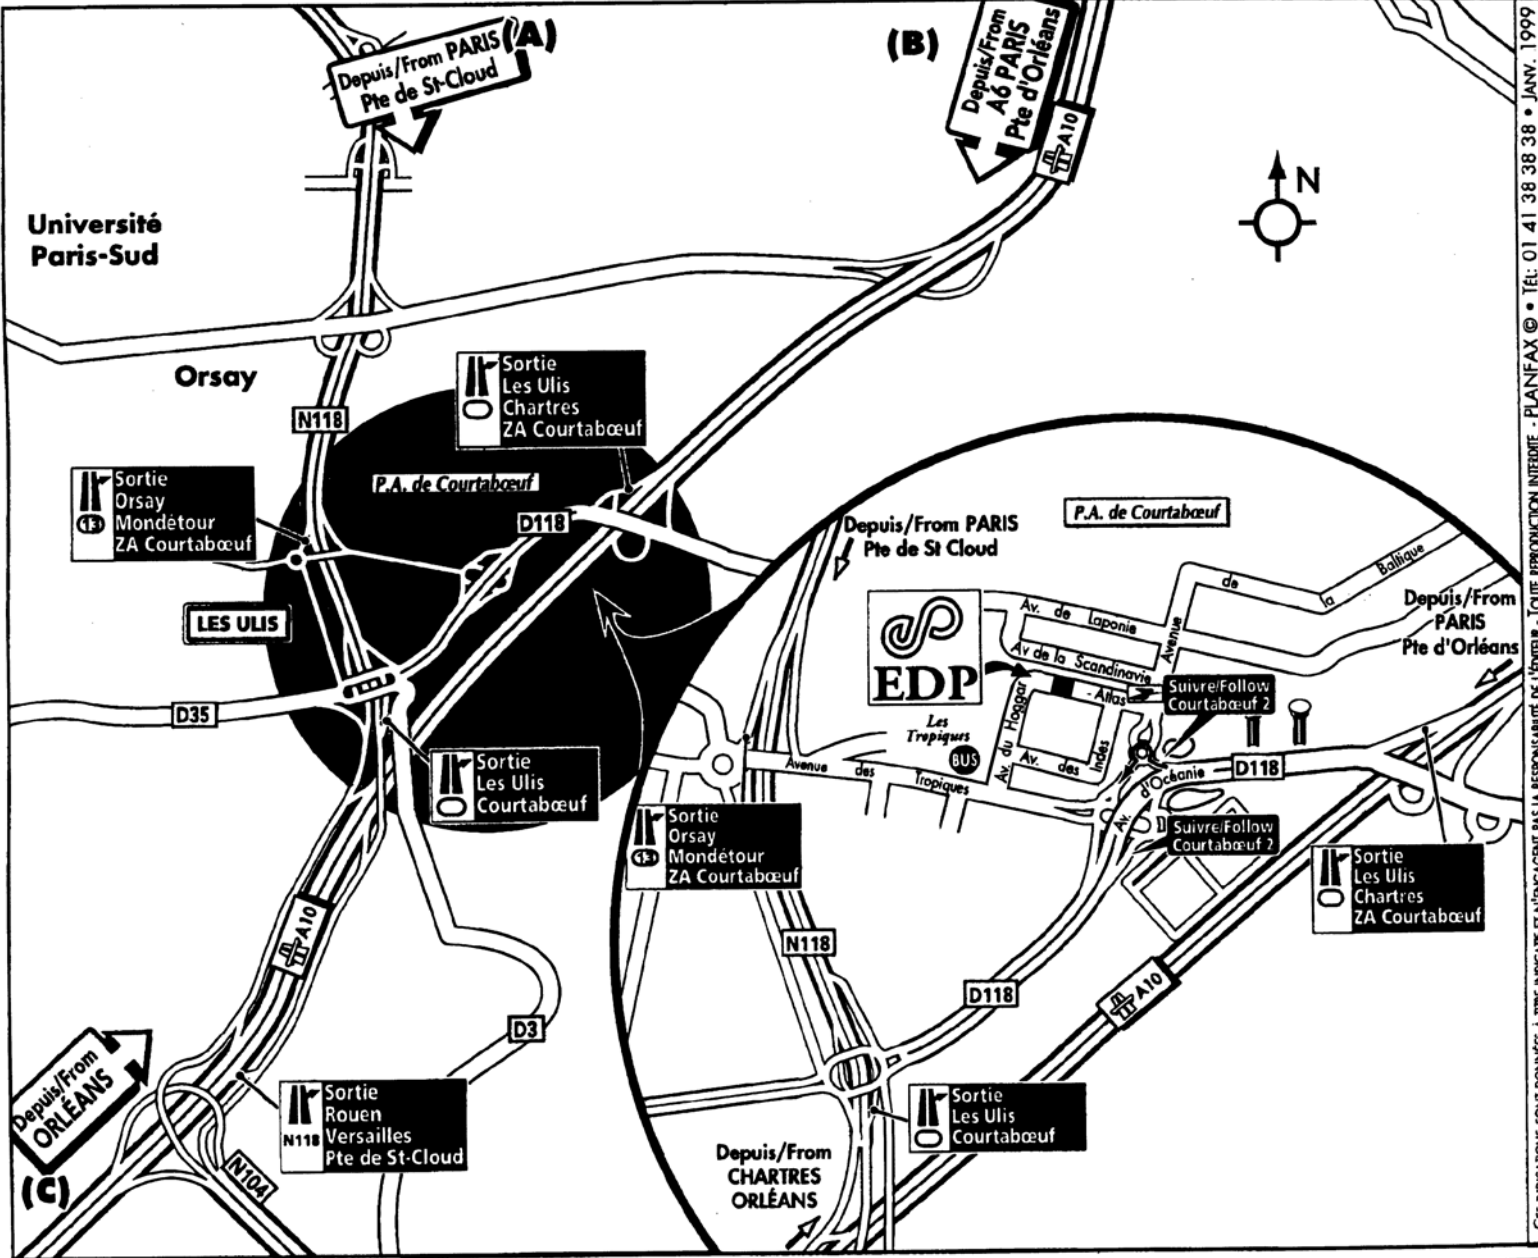 (A)
Depuis/From PARIS
Pte de St-Cloud
(B)
Depuis/From
A6 PARIS
Pte d'Orléans
A10
N
Université
Paris-Sud
Orsay
N118
Sortie
Les Ulis
Chartres
ZA Courtabœuf
Sortie
Orsay
13
Mondétour
ZA Courtabœuf
P.A. de Courtabœuf
D118
LES ULIS
D35
Sortie
Les Ulis
Courtabœuf
A10
D3
Depuis/From
ORLÉANS
(C)
Sortie
Rouen
N118
Versailles
Pte de St-Cloud
N104
P.A. de Courtabœuf
Depuis/From PARIS
Pte de St Cloud
EDP
Av. de Laponie
Av de la Scandinavie
Avenue de la Baltique
Atlas
Av. du Hoggar
Av. des Indes
Les
Tropiques
BUS
Avenue des Tropiques
Suivre/Follow
Courtabœuf 2
Depuis/From
PARIS
Pte d'Orléans
D118
Av. d'Océanie
Suivre/Follow
Courtabœuf 2
Sortie
Orsay
13
Mondétour
ZA Courtabœuf
Sortie
Les Ulis
Chartres
ZA Courtabœuf
N118
D118
A10
Sortie
Les Ulis
Courtabœuf
Depuis/From
CHARTRES
ORLÉANS
TOUTE REPRODUCTION INTERDITE - PLANFAX © • TÉL: 01 41 38 38 38 • JANV. 1999